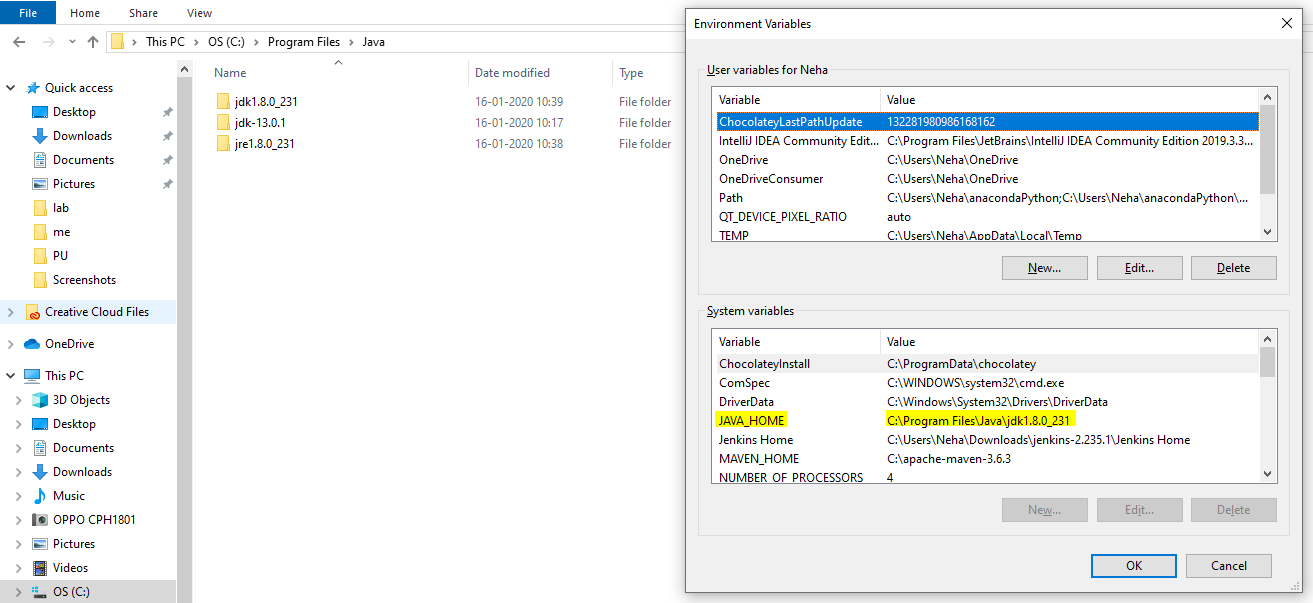 File Home Share View
This PC > OS (C:) > Program Files > Java
Quick access
Desktop
Downloads
Documents
Pictures
lab
me
PU
Screenshots
Creative Cloud Files
OneDrive
This PC
3D Objects
Desktop
Documents
Downloads
Music
OPPO CPH1801
Pictures
Videos
OS (C:)
Name Date modified Type
jdk1.8.0_231 16-01-2020 10:39 File folder
jdk-13.0.1 16-01-2020 10:17 File folder
jre1.8.0_231 16-01-2020 10:38 File folder
Environment Variables
User variables for Neha
Variable Value
ChocolateyLastPathUpdate 132281980986168162
IntelliJ IDEA Community Edit... C:\Program Files\JetBrains\IntelliJ IDEA Community Edition 2019.3.3...
OneDrive C:\Users\Neha\OneDrive
OneDriveConsumer C:\Users\Neha\OneDrive
Path C:\Users\Neha\anacondaPython;C:\Users\Neha\anacondaPython\...
QT_DEVICE_PIXEL_RATIO auto
TEMP C:\Users\Neha\AppData\Local\Temp
New... Edit... Delete
System variables
Variable Value
ChocolateyInstall C:\ProgramData\chocolatey
ComSpec C:\WINDOWS\system32\cmd.exe
DriverData C:\Windows\System32\Drivers\DriverData
JAVA_HOME C:\Program Files\Java\jdk1.8.0_231
Jenkins Home C:\Users\Neha\Downloads\jenkins-2.235.1\Jenkins Home
MAVEN_HOME C:\apache-maven-3.6.3
NUMBER_OF_PROCESSORS 4
New... Edit... Delete
OK Cancel